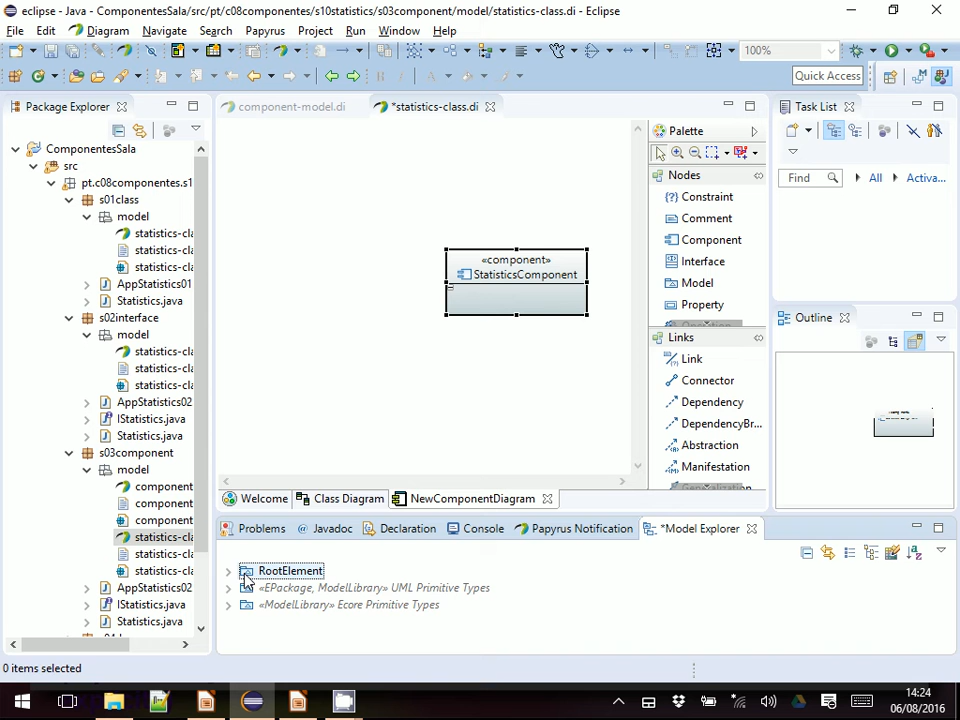 eclipse - Java - ComponentesSala/src/pt/c08componentes/s10statistics/s03component/model/statistics-class.di - Eclipse
File Edit Diagram Navigate Search Papyrus Project Run Window Help
100%
Quick Access
Package Explorer
ComponentesSala
src
pt.c08componentes.s1
s01class
model
statistics-cla
statistics-cla
statistics-cla
AppStatistics01
Statistics.java
s02interface
model
statistics-cla
statistics-cla
statistics-cla
AppStatistics02
IStatistics.java
Statistics.java
s03component
model
component
component
component
statistics-cla
statistics-cla
statistics-cla
AppStatistics02
IStatistics.java
Statistics.java
component-model.di
*statistics-class.di
«component»
StatisticsComponent
Palette
Nodes
Constraint
Comment
Component
Interface
Model
Property
Links
Link
Connector
Dependency
DependencyBr...
Abstraction
Manifestation
Welcome
Class Diagram
NewComponentDiagram
Task List
Find
All
Activa...
Outline
Problems
@ Javadoc
Declaration
Console
Papyrus Notification
*Model Explorer
RootElement
«EPackage, ModelLibrary» UML Primitive Types
«ModelLibrary» Ecore Primitive Types
0 items selected
14:24
06/08/2016